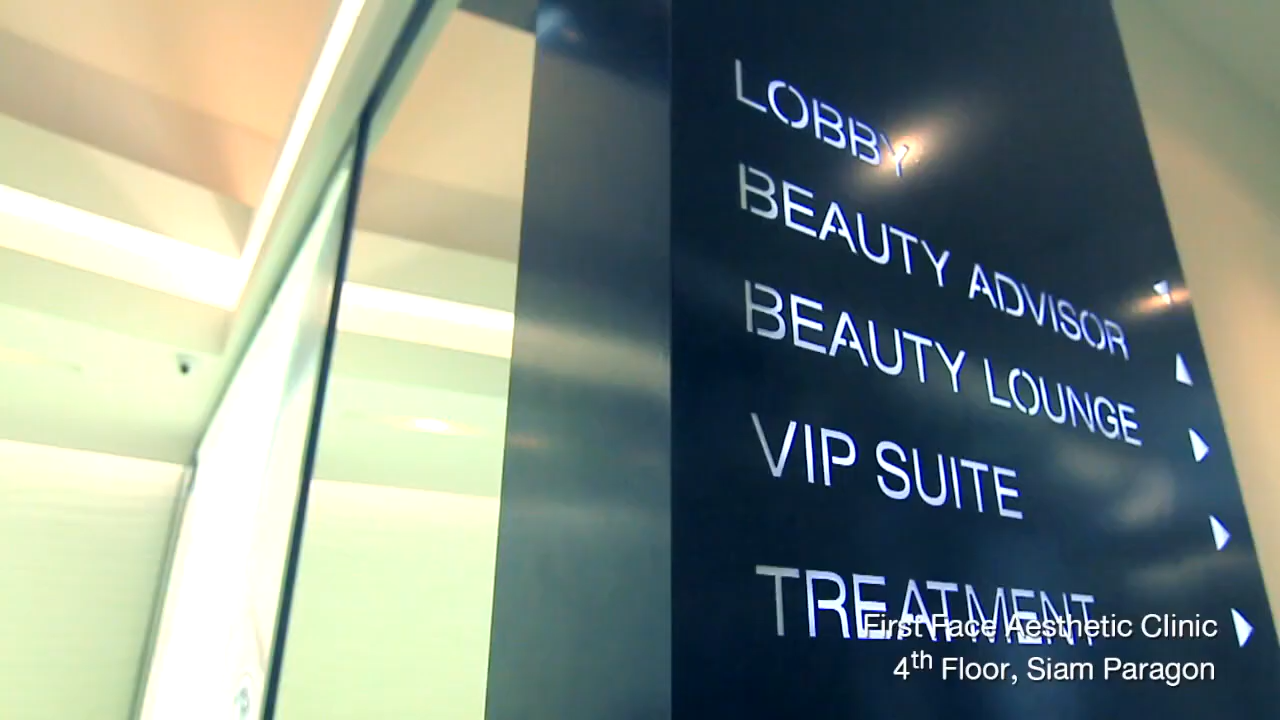 LOBBY
BEAUTY ADVISOR
BEAUTY LOUNGE
VIP SUITE
TREATMENT
First Face Aesthetic Clinic
4th Floor, Siam Paragon